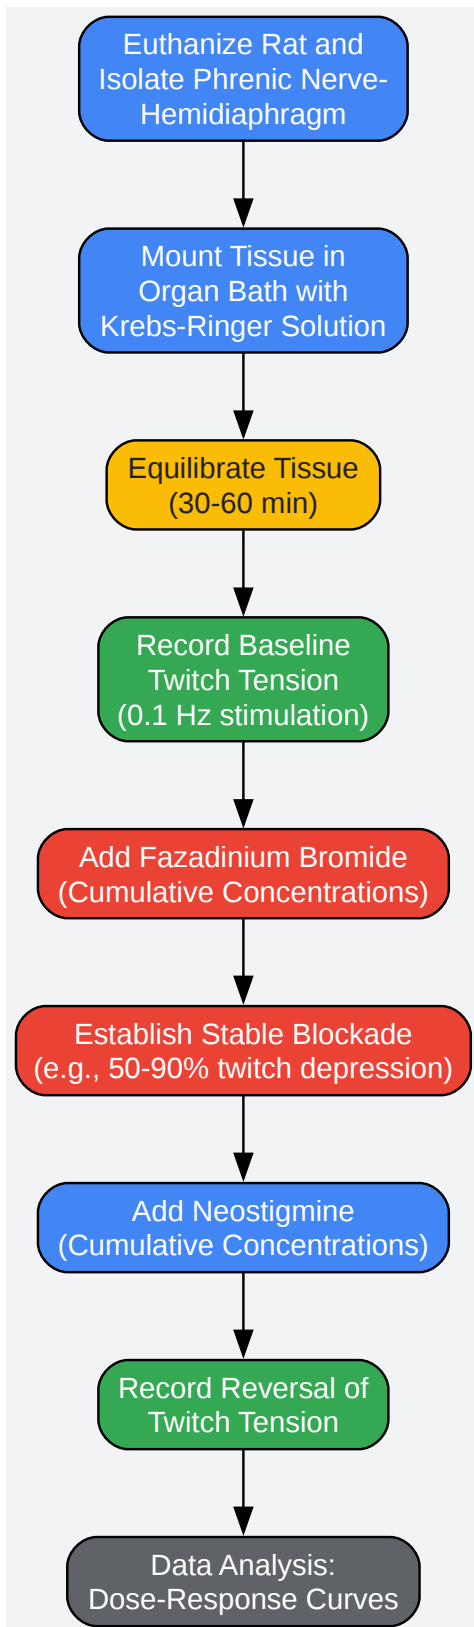 Euthanize Rat and
Isolate Phrenic Nerve-
Hemidiaphragm
Mount Tissue in
Organ Bath with
Krebs-Ringer Solution
Equilibrate Tissue
(30-60 min)
Record Baseline
Twitch Tension
(0.1 Hz stimulation)
Add Fazadinium Bromide
(Cumulative Concentrations)
Establish Stable Blockade
(e.g., 50-90% twitch depression)
Add Neostigmine
(Cumulative Concentrations)
Record Reversal of
Twitch Tension
Data Analysis:
Dose-Response Curves